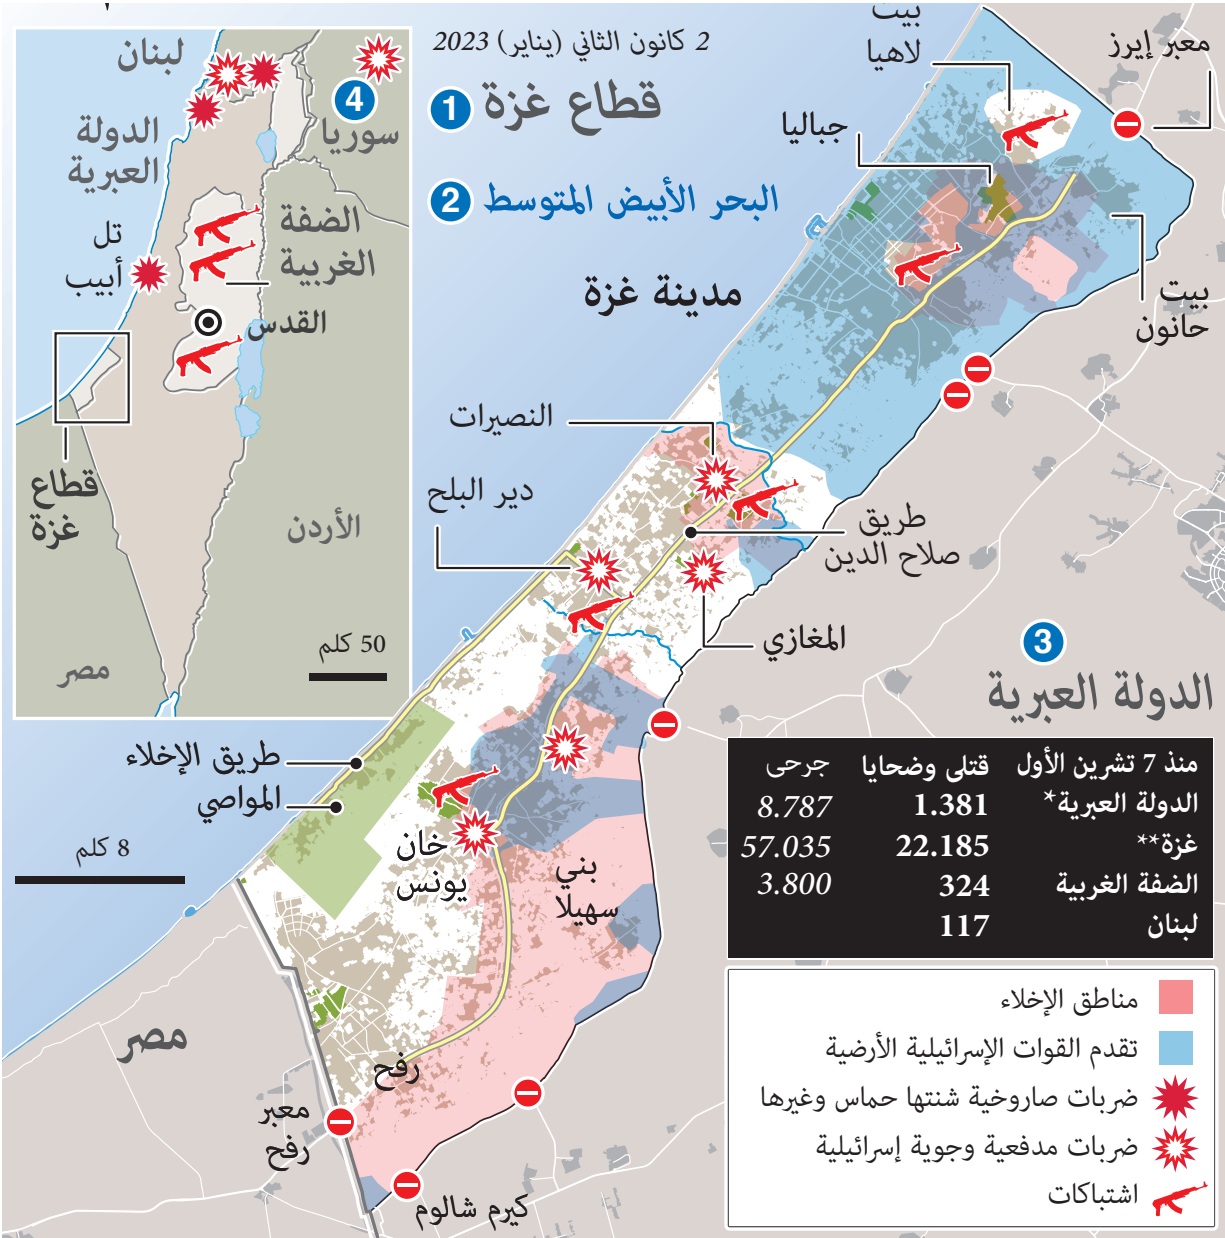 2 كانون الثاني (يناير) 2023
1 قطاع غزة
2 البحر الأبيض المتوسط
مدينة غزة
بيت
لاهيا
معبر إيرز
جباليا
بيت
حانون
النصيرات
دير البلح
طريق
صلاح الدين
المغازي
3
الدولة العبرية
طريق الإخلاء
المواصي
8 كلم
خان
يونس
بني
سهيلا
مصر
رفح
معبر
رفح
كيرم شالوم
لبنان
4
سوريا
الدولة
العبرية
الضفة
الغربية
تل
أبيب
القدس
قطاع
غزة
الأردن
50 كلم
مصر
منذ 7 تشرين الأول قتلى وضحايا جرحى
الدولة العبرية* 1.381 8.787
غزة** 22.185 57.035
الضفة الغربية 324 3.800
لبنان 117
مناطق الإخلاء
تقدم القوات الإسرائيلية الأرضية
ضربات صاروخية شنتها حماس وغيرها
ضربات مدفعية وجوية إسرائيلية
اشتباكات